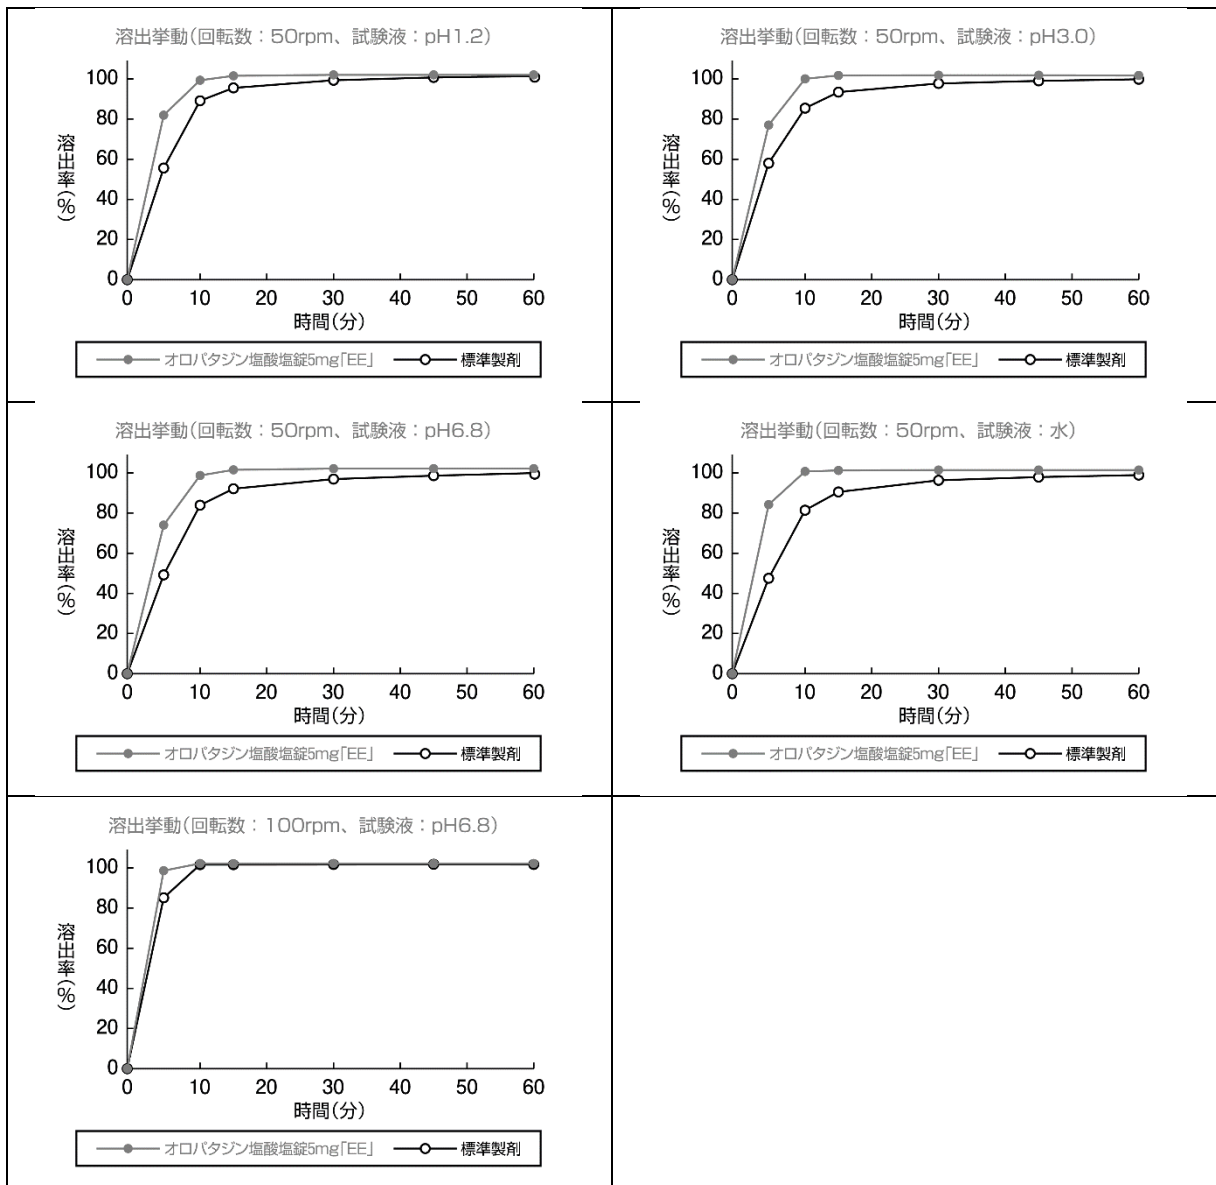 溶出挙動(回転数：50rpm、試験液：pH1.2)
溶出率(%)
100
80
60
40
20
0
0 10 20 30 40 50 60
時間(分)
オロパタジン塩酸塩錠5mg「EE」 標準製剤
溶出挙動(回転数：50rpm、試験液：pH3.0)
溶出率(%)
100
80
60
40
20
0
0 10 20 30 40 50 60
時間(分)
オロパタジン塩酸塩錠5mg「EE」 標準製剤
溶出挙動(回転数：50rpm、試験液：pH6.8)
溶出率(%)
100
80
60
40
20
0
0 10 20 30 40 50 60
時間(分)
オロパタジン塩酸塩錠5mg「EE」 標準製剤
溶出挙動(回転数：50rpm、試験液：水)
溶出率(%)
100
80
60
40
20
0
0 10 20 30 40 50 60
時間(分)
オロパタジン塩酸塩錠5mg「EE」 標準製剤
溶出挙動(回転数：100rpm、試験液：pH6.8)
溶出率(%)
100
80
60
40
20
0
0 10 20 30 40 50 60
時間(分)
オロパタジン塩酸塩錠5mg「EE」 標準製剤